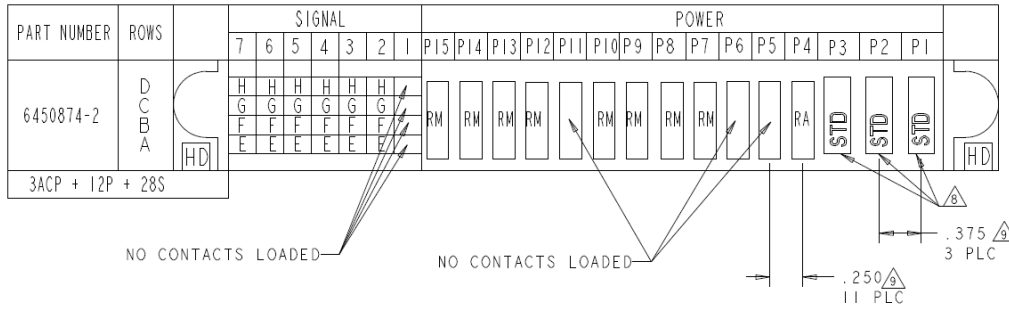 PART NUMBER ROWS SIGNAL POWER
7 6 5 4 3 2 1 P15 P14 P13 P12 P11 P10 P9 P8 P7 P6 P5 P4 P3 P2 P1
6450874-2
D H H H H H H
C G G G G G G
B F F F F F F
A E E E E E E
RM RM RM RM RM RM RM RM RA STD STD STD
HD HD
3ACP + 12P + 28S
8
NO CONTACTS LOADED
NO CONTACTS LOADED
.375 9
3 PLC
.250 9
11 PLC